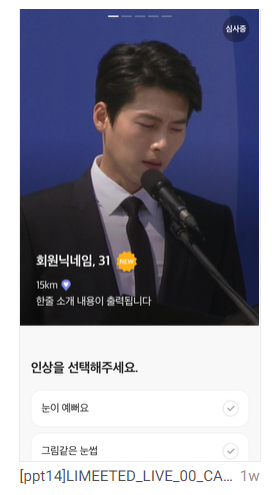 심사중
회원닉네임, 31 NEW
15km
한줄 소개 내용이 출력됩니다
인상을 선택해주세요.
눈이 예뻐요
그림같은 눈썹
[ppt14]LIMEETED_LIVE_00_CA... 1w